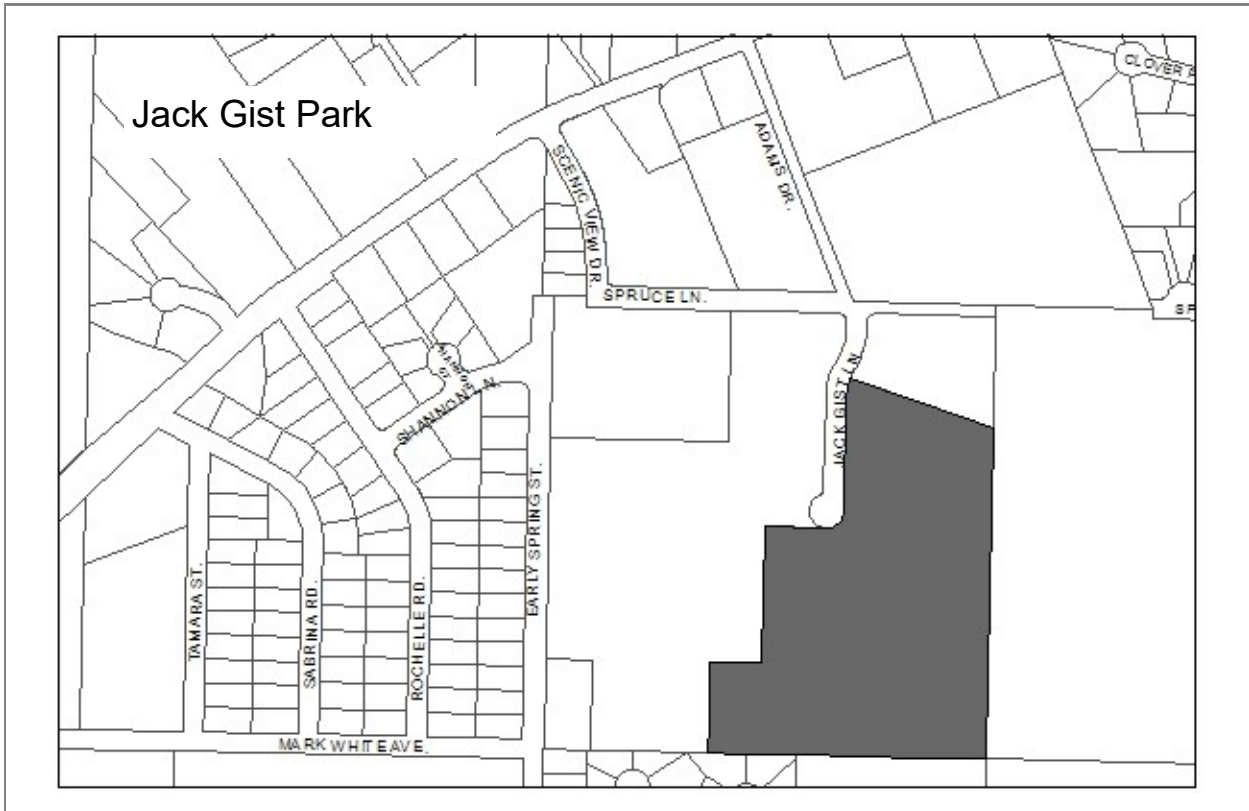 Jack Gist Park
CLOVER
ADAMS DR.
SCENIC VIEW DR.
SPRUCE LN.
JACK GIST LN
SHANNON LN.
EARLY SPRING ST.
TAMARA ST.
SABRINA RD.
ROCHELLE RD.
MARK WHITE AVE.